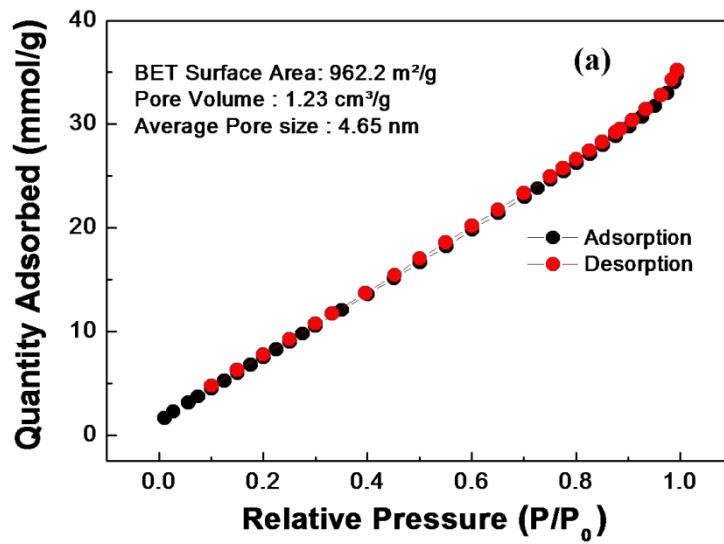 40
30
20
10
0
Quantity Adsorbed (mmol/g)
BET Surface Area: 962.2 m²/g
Pore Volume : 1.23 cm³/g
Average Pore size : 4.65 nm
(a)
Adsorption
Desorption
0.0 0.2 0.4 0.6 0.8 1.0
Relative Pressure (P/P₀)